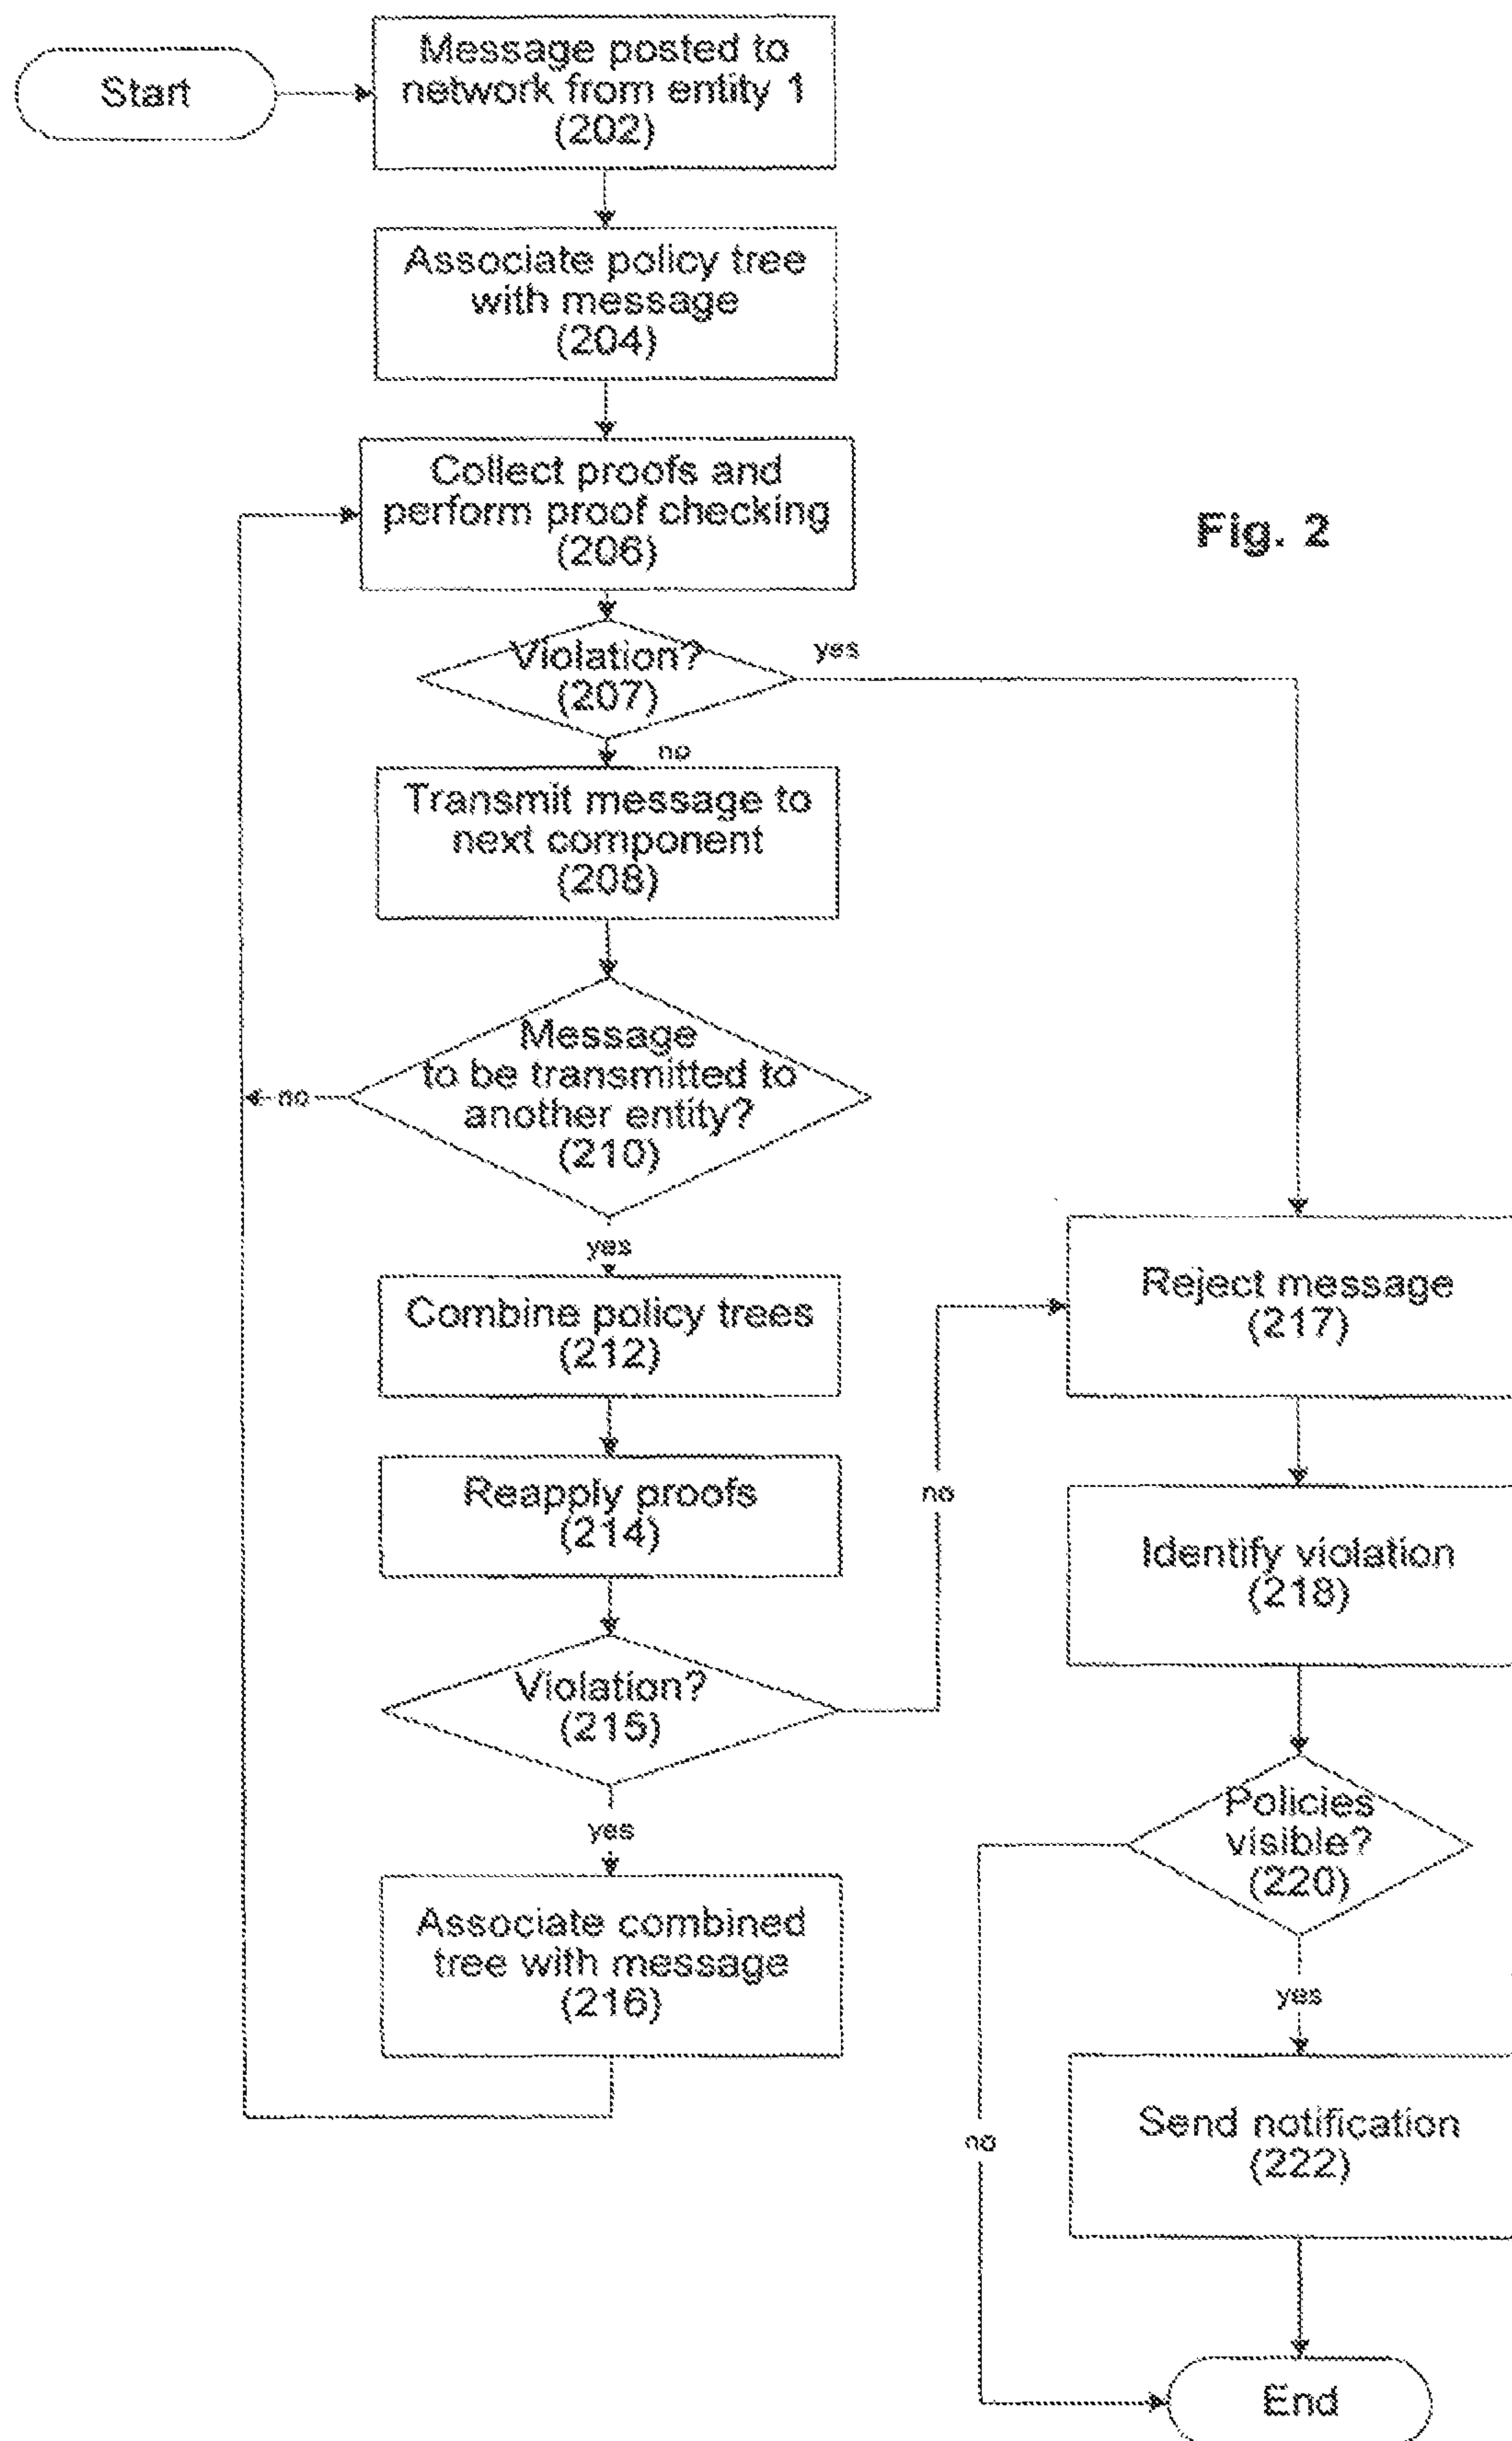 Start
Message posted to
network from entity 1
(202)
Associate policy tree
with message
(204)
Collect proofs and
perform proof checking
(206)
Fig. 2
Violation?
(207)
yes
no
Transmit message to
next component
(208)
Message
to be transmitted to
another entity?
(210)
no
yes
Combine policy trees
(212)
Reapply proofs
(214)
Violation?
(215)
no
yes
Associate combined
tree with message
(216)
Reject message
(217)
Identify violation
(218)
Policies
visible?
(220)
yes
no
Send notification
(222)
End